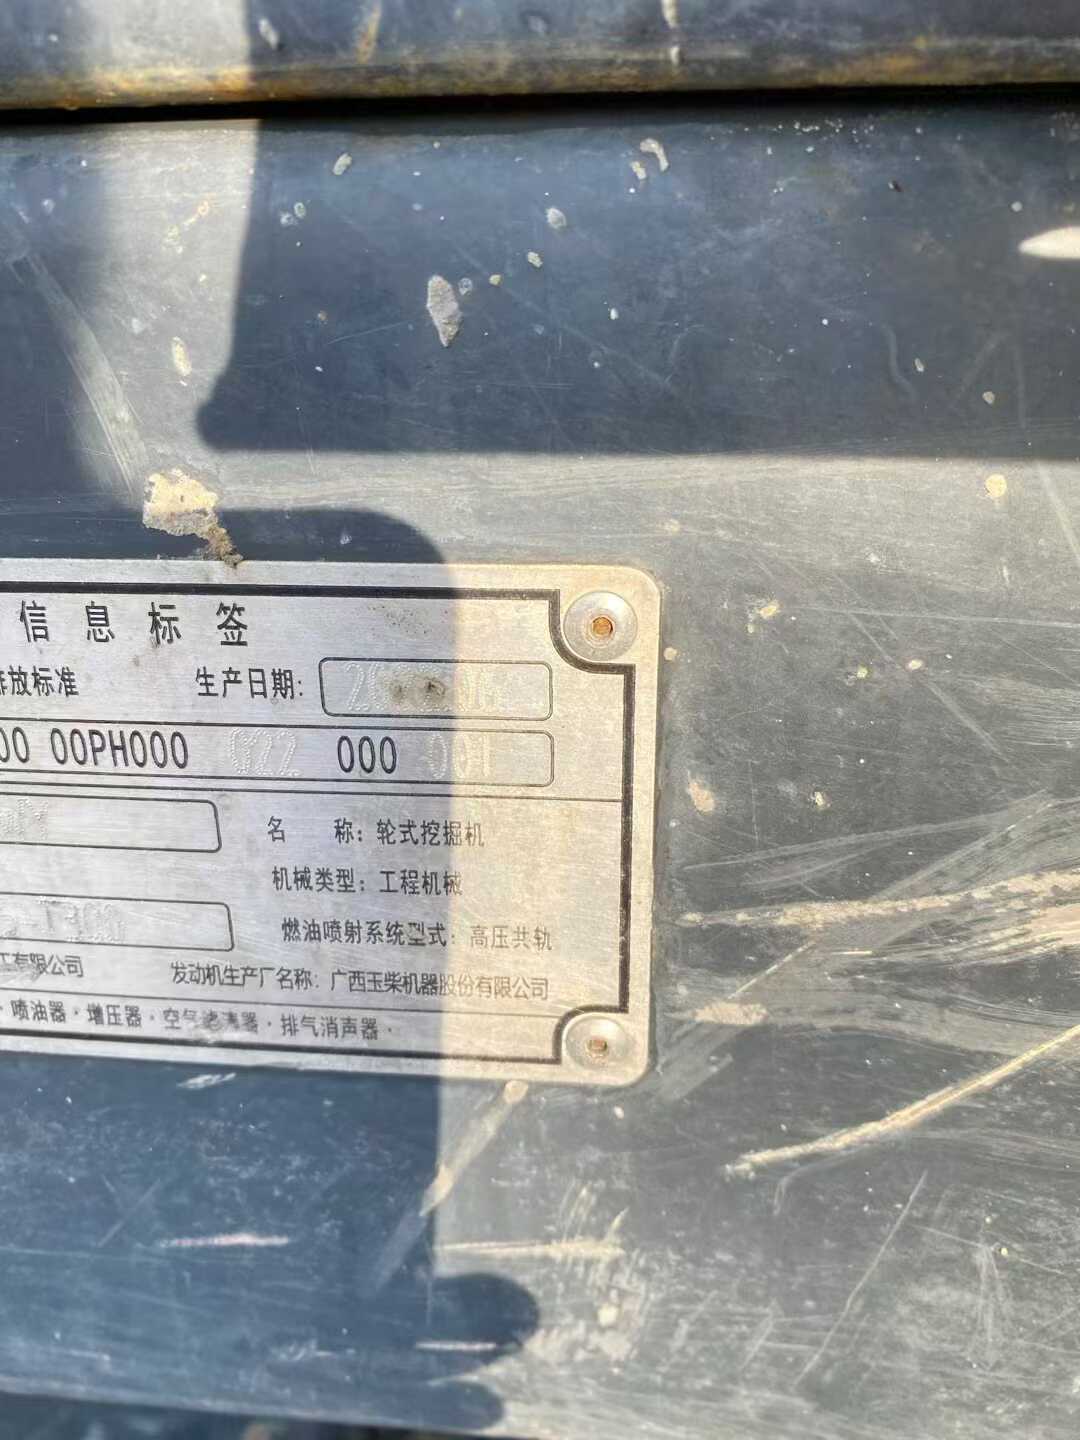 信息标签
放标准 生产日期:
00 00PH000 022 000
名 称: 轮式挖掘机
机械类型: 工程机械
燃油喷射系统型式: 高压共轨
有限公司 发动机生产厂名称: 广西玉柴机器股份有限公司
·喷油器·增压器·空气滤清器·排气消声器·